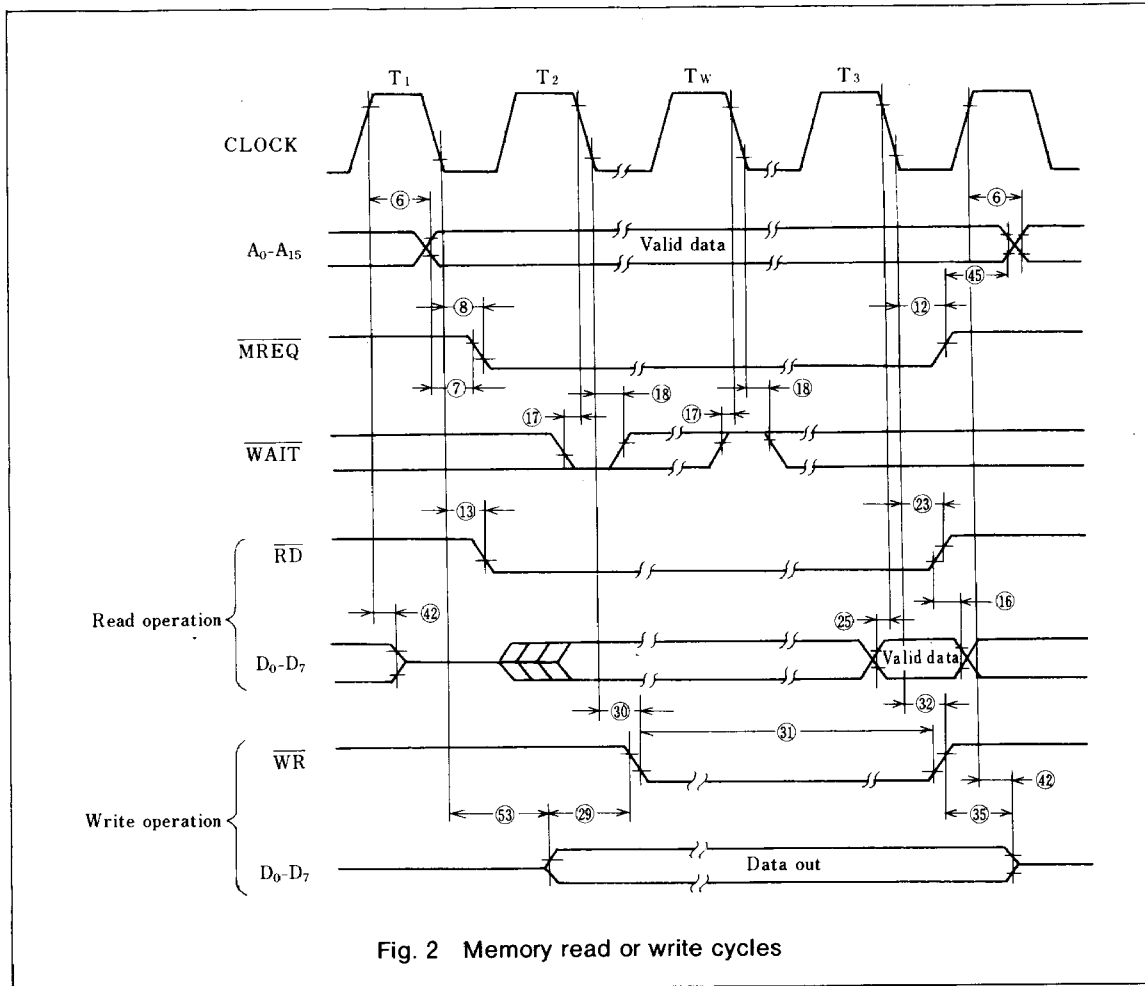 T1 T2 TW T3
CLOCK
⑥ ⑥
A0-A15 Valid data
㊺
⑧ ⑫
MREQ
⑦ ⑱ ⑱
⑰ ⑰
WAIT
⑬ ㉓
RD
Read operation ㊷ ㉕ ⑯
D0-D7 Valid data
㉚ ㉜
㉛
WR
㊷
Write operation 53 ㉙ ㉟
D0-D7 Data out
Fig. 2 Memory read or write cycles